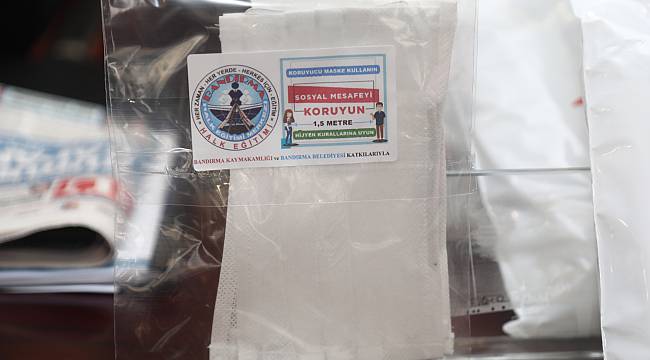 HER ZAMAN - HER YERDE - HERKES İÇİN EĞİTİM
BANDIRMA
HALK EĞİTİMİ
KORUYUCU MASKE KULLANIN
SOSYAL MESAFEYİ
KORUYUN
1,5 METRE
HİJYEN KURALLARINA UYUN
BANDIRMA KAYMAKAMLIĞI ve BANDIRMA BELEDİYESİ KATKILARIYLA